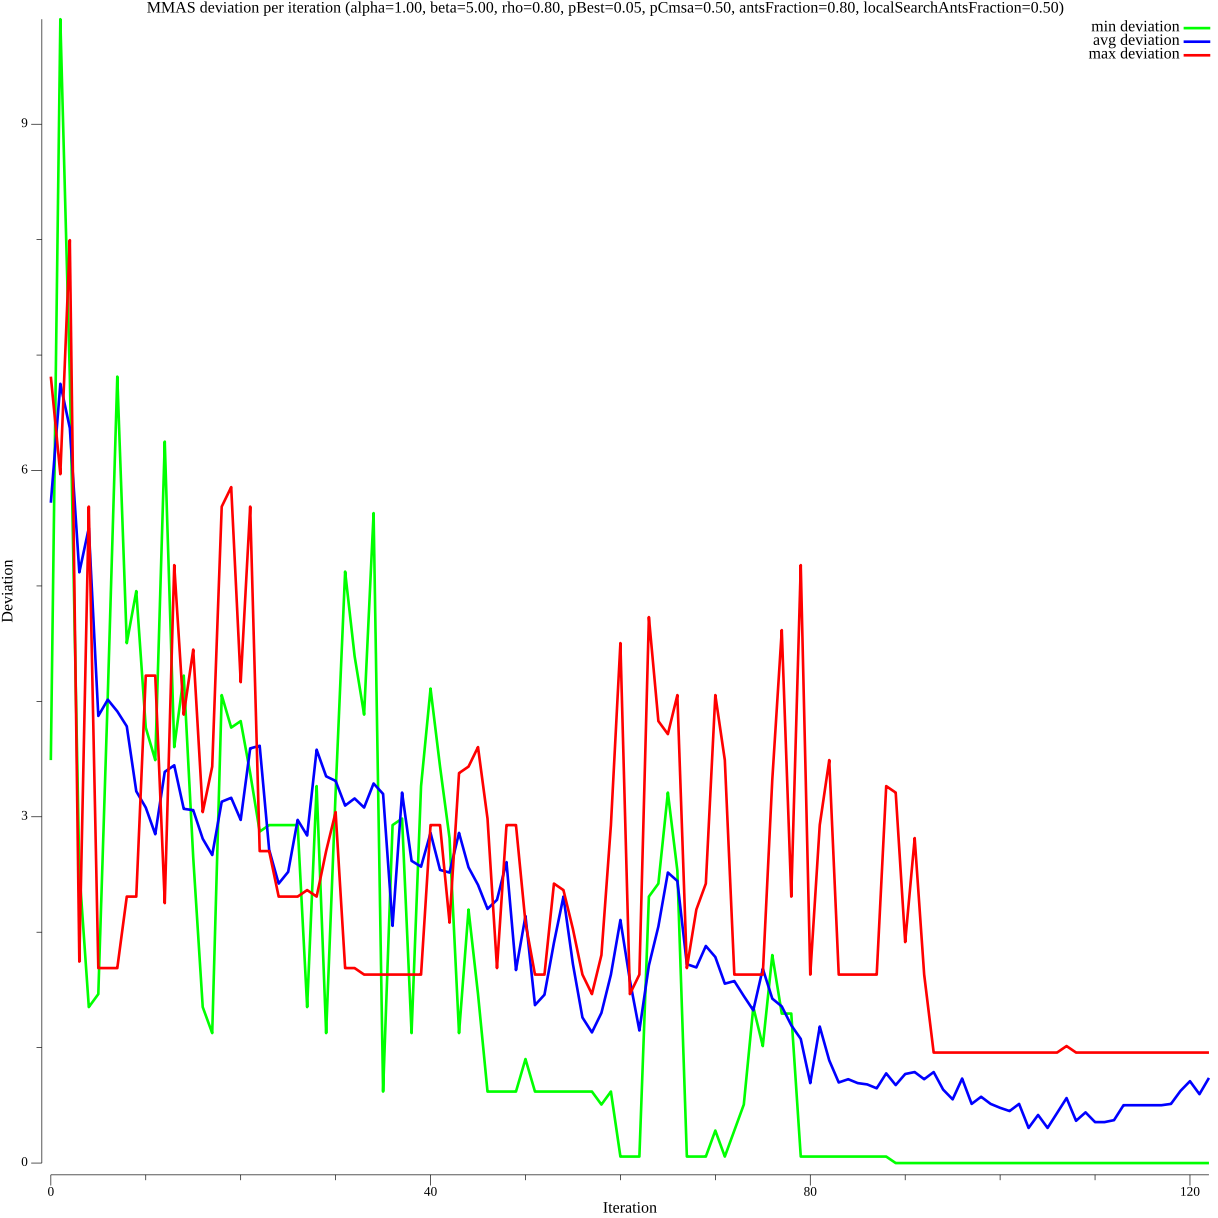 MMAS deviation per iteration (alpha=1.00, beta=5.00, rho=0.80, pBest=0.05, pCmsa=0.50, antsFraction=0.80, localSearchAntsFraction=0.50)
min deviation
avg deviation
max deviation
9
6
3
0
Deviation
0 40 80 120
Iteration